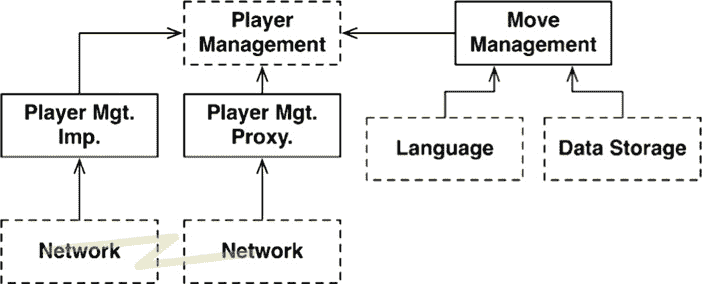 Player
Management
Move
Management
Player Mgt.
Imp.
Player Mgt.
Proxy.
Language
Data Storage
Network
Network